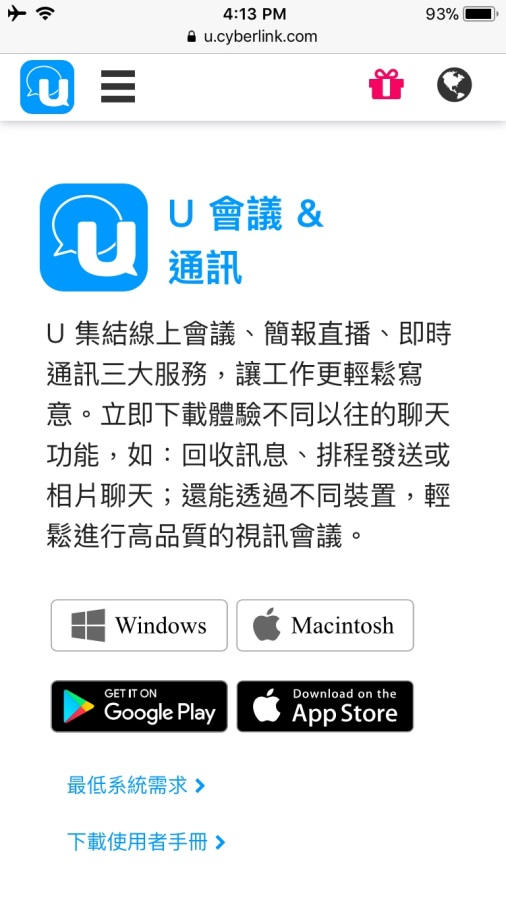 4:13 PM
93%
u.cyberlink.com
U
U
U 會議 &
通訊
U 集結線上會議、簡報直播、即時
通訊三大服務，讓工作更輕鬆寫
意。立即下載體驗不同以往的聊天
功能，如：回收訊息、排程發送或
相片聊天；還能透過不同裝置，輕
鬆進行高品質的視訊會議。
Windows
Macintosh
GET IT ON
Google Play
Download on the
App Store
最低系統需求
下載使用者手冊